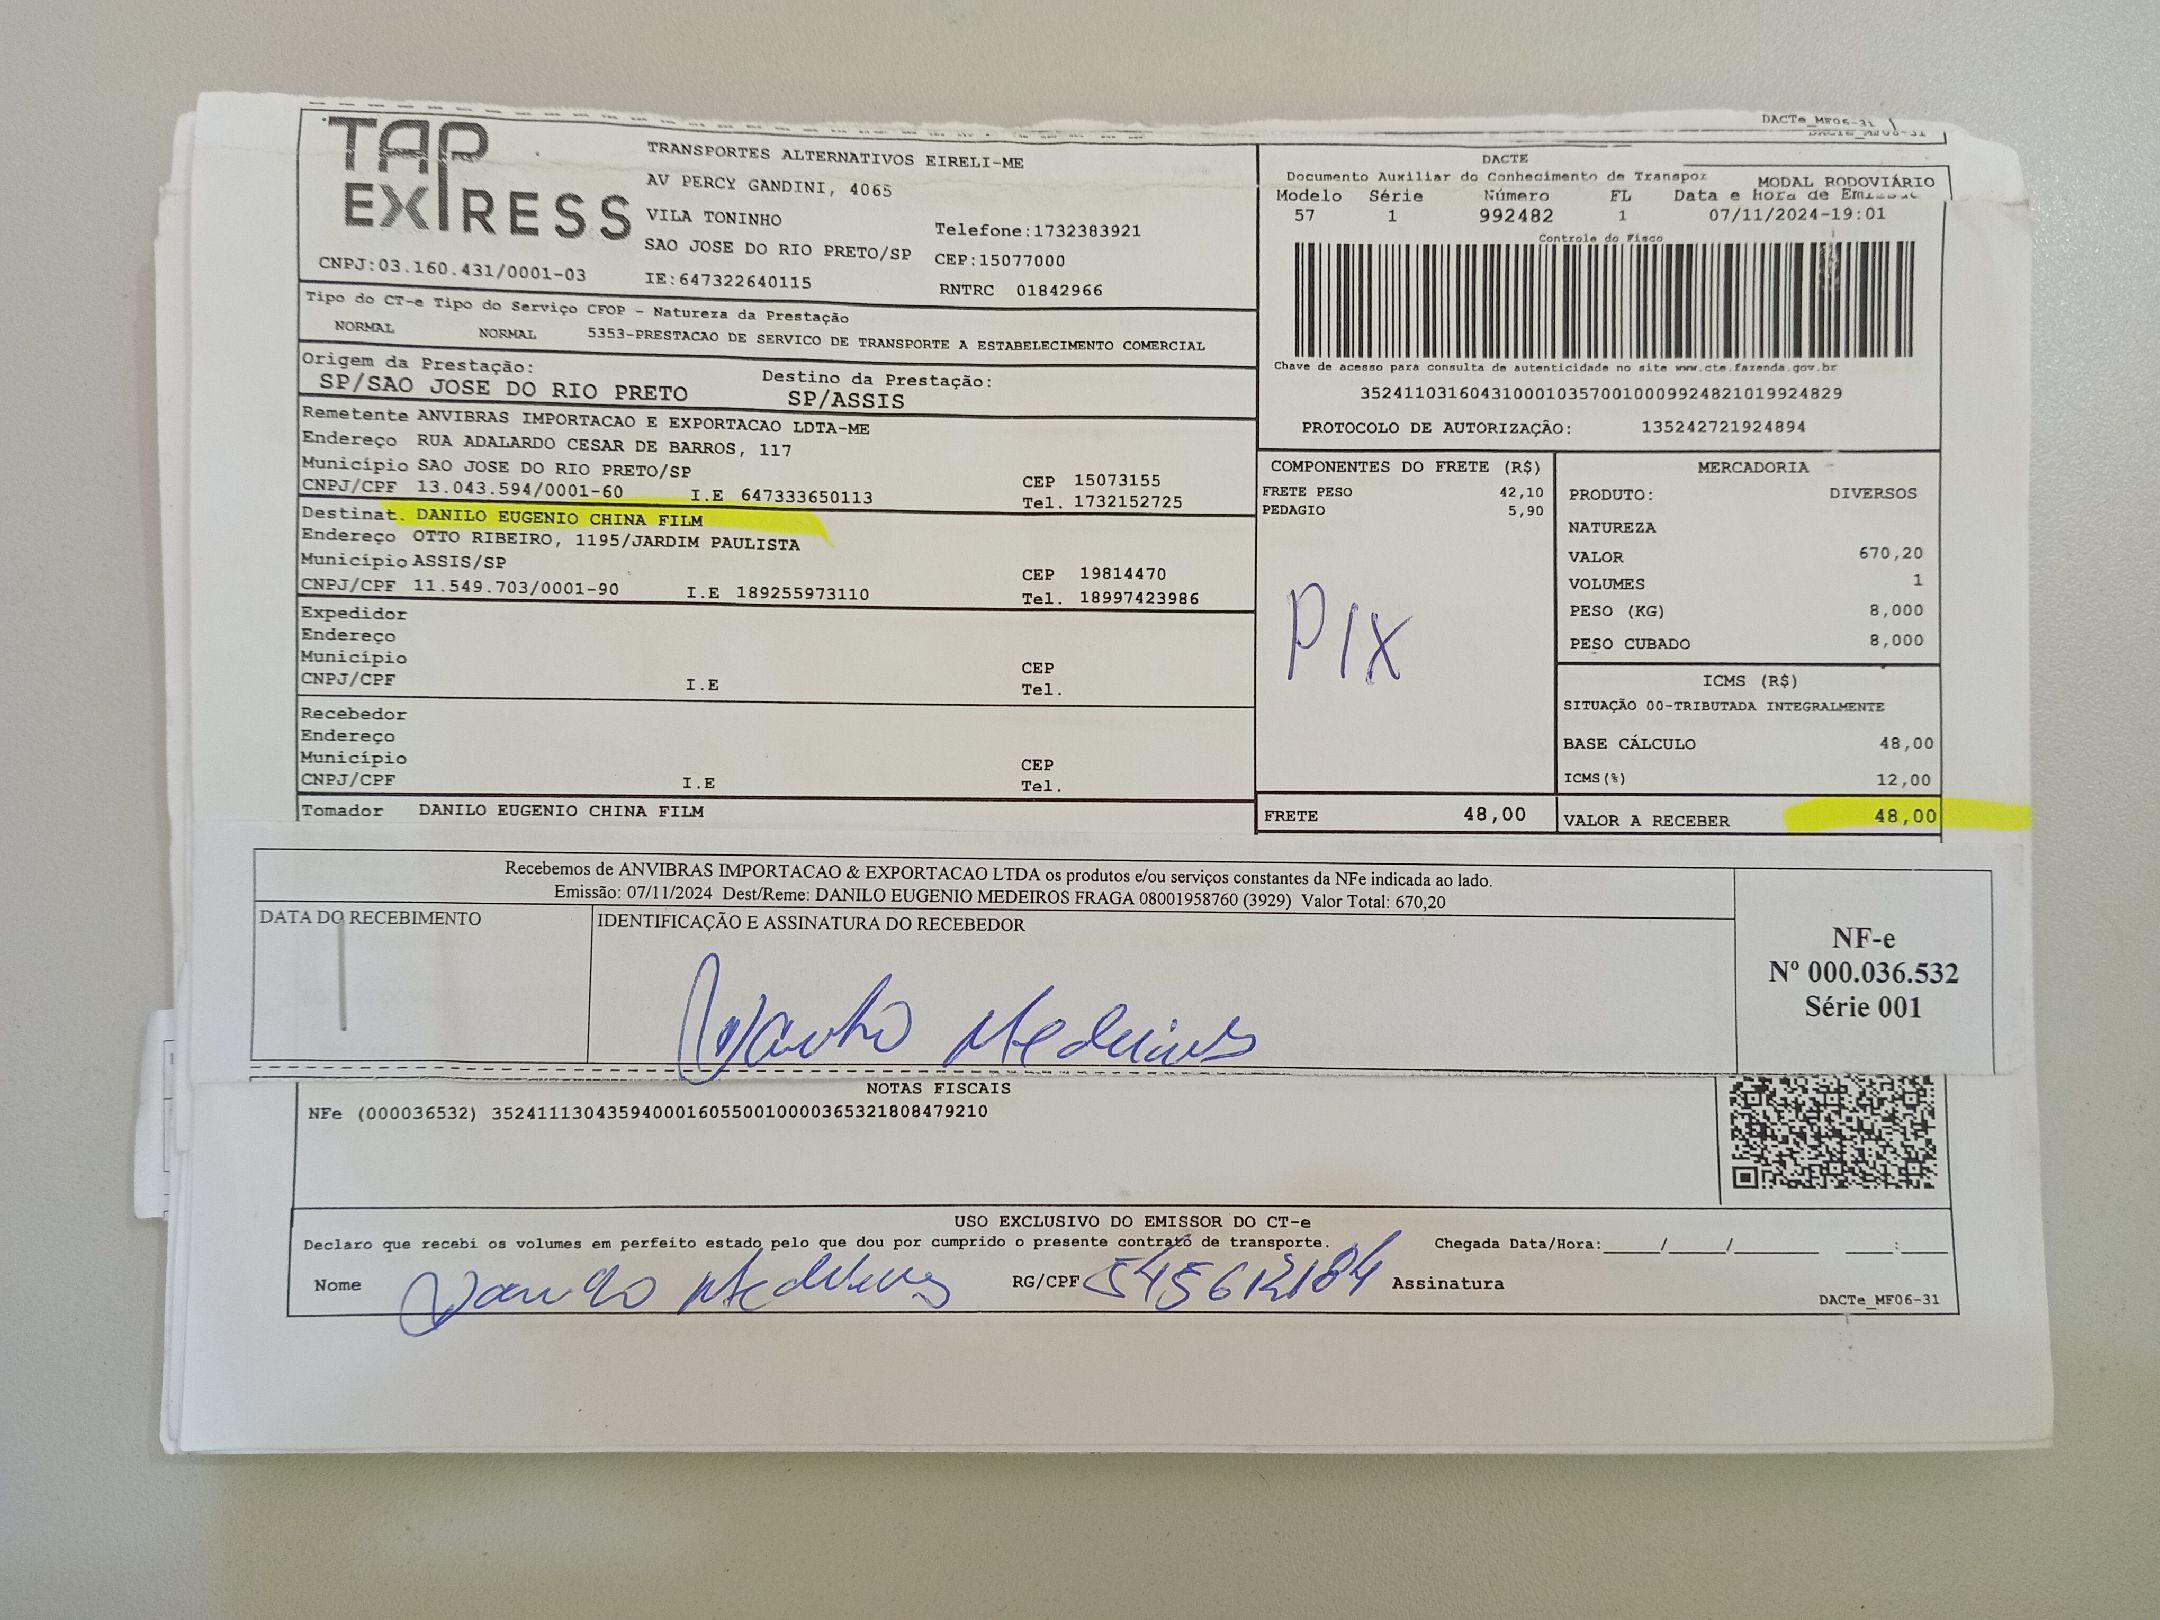 DACTe_MF06-31
TAP EXPRESS
TRANSPORTES ALTERNATIVOS EIRELI-ME
AV PERCY GANDINI, 4065
VILA TONINHO
SAO JOSE DO RIO PRETO/SP
Telefone:1732383921
CEP:15077000
CNPJ:03.160.431/0001-03
IE:647322640115
RNTRC 01842966
DACTE
Documento Auxiliar do Conhecimento de Transpor
MODAL RODOVIÁRIO
Modelo Série Número FL Data e hora de
57 1 992482 1 07/11/2024-19:01
Controle do Fisco
Chave de acesso para consulta de autenticidade no site www.cte.fazenda.gov.br
35241103160431000103570010009924821019924829
PROTOCOLO DE AUTORIZAÇÃO: 135242721924894
Tipo do CT-e Tipo do Serviço CFOP - Natureza da Prestação
NORMAL NORMAL 5353-PRESTACAO DE SERVICO DE TRANSPORTE A ESTABELECIMENTO COMERCIAL
Origem da Prestação: Destino da Prestação:
SP/SAO JOSE DO RIO PRETO SP/ASSIS
Remetente ANVIBRAS IMPORTACAO E EXPORTACAO LDTA-ME
Endereço RUA ADALARDO CESAR DE BARROS, 117
Município SAO JOSE DO RIO PRETO/SP CEP 15073155
CNPJ/CPF 13.043.594/0001-60 I.E 647333650113 Tel. 1732152725
Destinat. DANILO EUGENIO CHINA FILM
Endereço OTTO RIBEIRO, 1195/JARDIM PAULISTA
Município ASSIS/SP CEP 19814470
CNPJ/CPF 11.549.703/0001-90 I.E 189255973110 Tel. 18997423986
Expedidor
Endereço
Município CEP
CNPJ/CPF I.E Tel.
Recebedor
Endereço
Município CEP
CNPJ/CPF I.E Tel.
Tomador DANILO EUGENIO CHINA FILM
COMPONENTES DO FRETE (R$)
FRETE PESO 42,10
PEDAGIO 5,90
PIX
FRETE 48,00
MERCADORIA
PRODUTO: DIVERSOS
NATUREZA
VALOR 670,20
VOLUMES 1
PESO (KG) 8,000
PESO CUBADO 8,000
ICMS (R$)
SITUAÇÃO 00-TRIBUTADA INTEGRALMENTE
BASE CÁLCULO 48,00
ICMS(%) 12,00
VALOR A RECEBER 48,00
Recebemos de ANVIBRAS IMPORTACAO & EXPORTACAO LTDA os produtos e/ou serviços constantes da NFe indicada ao lado.
Emissão: 07/11/2024 Dest/Reme: DANILO EUGENIO MEDEIROS FRAGA 08001958760 (3929) Valor Total: 670,20
DATA DO RECEBIMENTO IDENTIFICAÇÃO E ASSINATURA DO RECEBEDOR
Medeiros
NF-e
Nº 000.036.532
Série 001
NOTAS FISCAIS
NFe (000036532) 35241113043594000160550010000365321808479210
USO EXCLUSIVO DO EMISSOR DO CT-e
Declaro que recebi os volumes em perfeito estado pelo que dou por cumprido o presente contrato de transporte. Chegada Data/Hora:____/____/______ ___:____
Nome Medeiros RG/CPF 545612184 Assinatura
DACTe_MF06-31